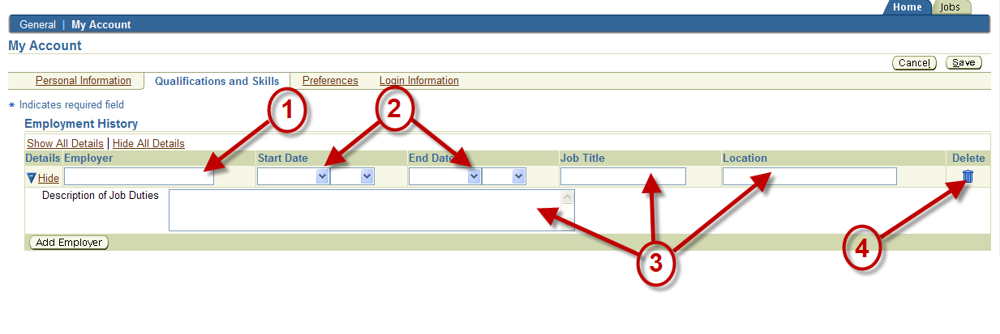 Home Jobs
General | My Account
My Account
Cancel Save
Personal Information Qualifications and Skills Preferences Login Information
* Indicates required field
1 2
Employment History
Show All Details | Hide All Details
Details Employer Start Date End Date Job Title Location Delete
Hide
Description of Job Duties
Add Employer
3 4